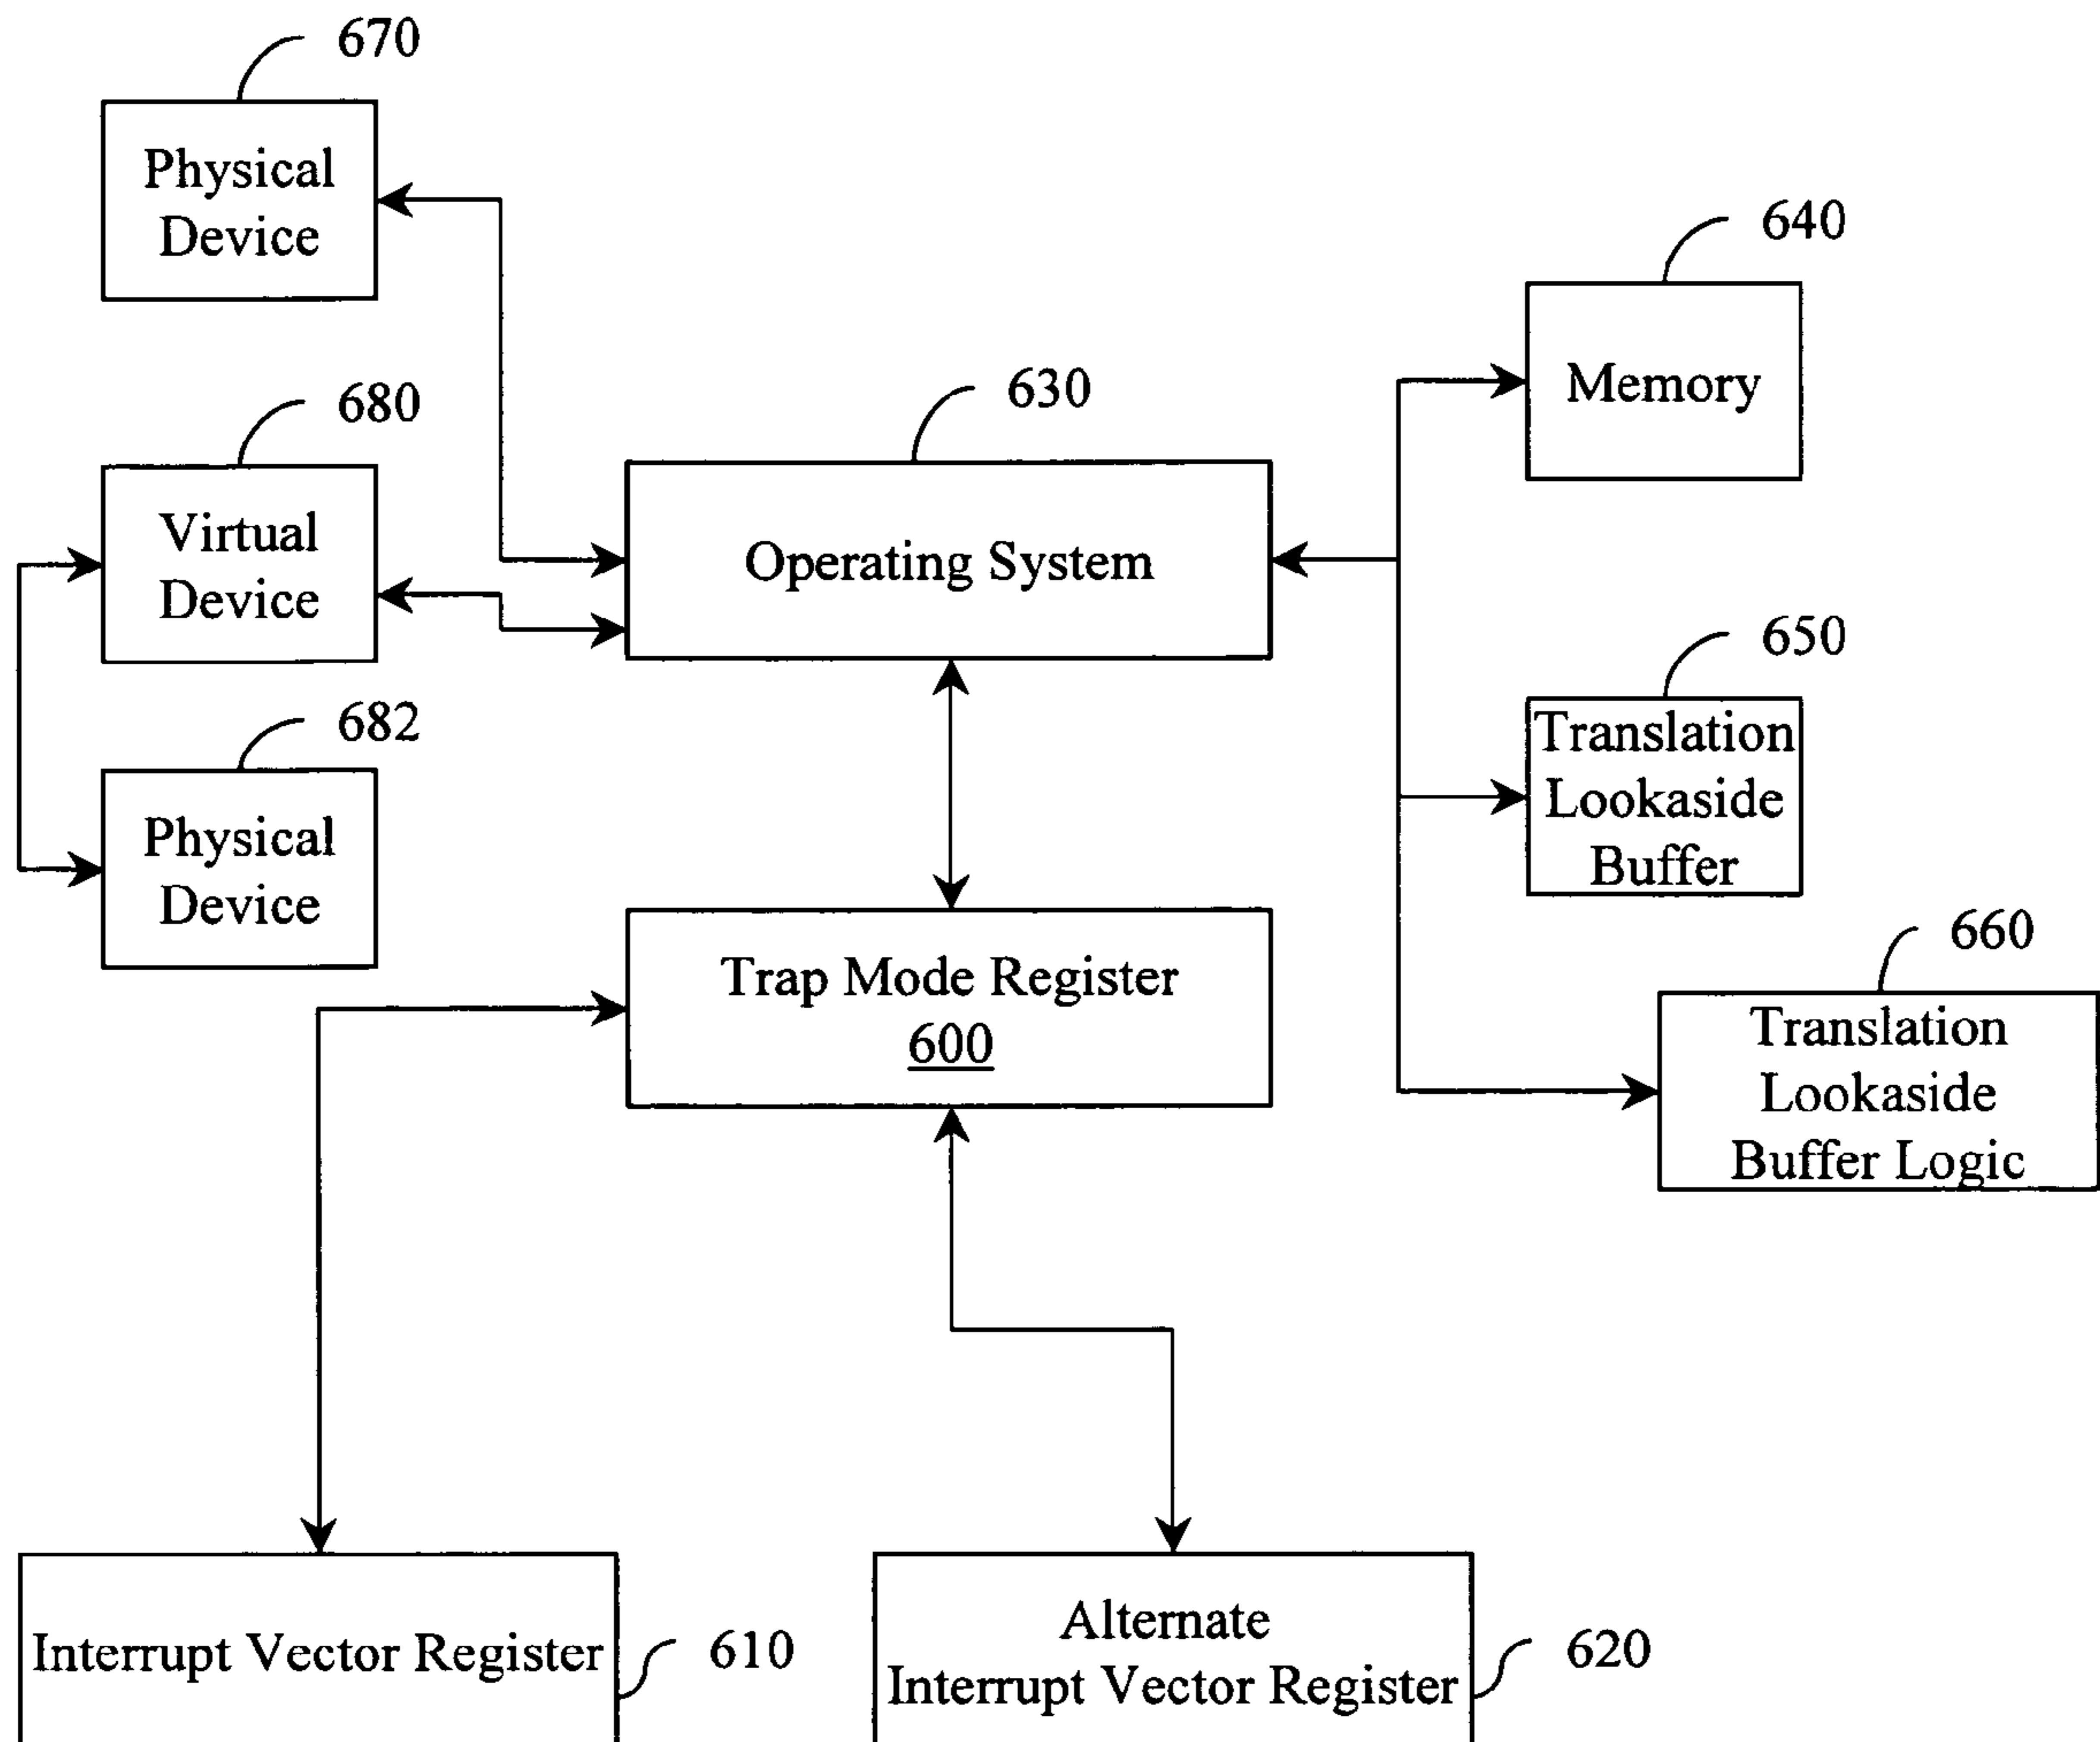 670
Physical
Device
640
Memory
680
Virtual
Device
630
Operating System
650
Translation
Lookaside
Buffer
682
Physical
Device
Trap Mode Register
600
660
Translation
Lookaside
Buffer Logic
Interrupt Vector Register
610
Alternate
Interrupt Vector Register
620